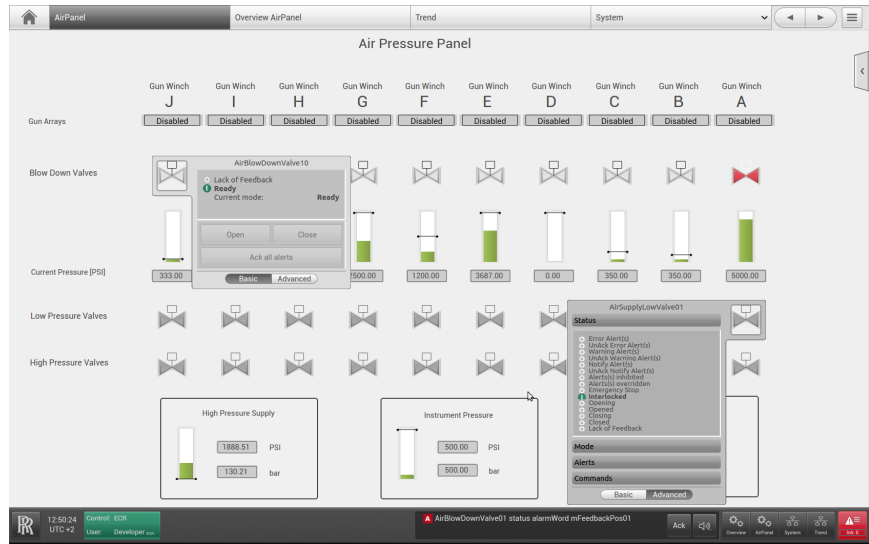 AirPanel
Overview AirPanel
Trend
System
Air Pressure Panel
Gun Winch Gun Winch Gun Winch Gun Winch Gun Winch Gun Winch Gun Winch Gun Winch Gun Winch Gun Winch
J I H G F E D C B A
Gun Arrays
Disabled Disabled Disabled Disabled Disabled Disabled Disabled Disabled Disabled Disabled
Blow Down Valves
AirBlowDownValve10
Lack of Feedback
Ready
Current mode: Ready
Open Close
Ack all alerts
Basic Advanced
Current Pressure [PSI]
333.00 2500.00 1200.00 3687.00 0.00 350.00 350.00 5000.00
Low Pressure Valves
High Pressure Valves
AirSupplyLowValve01
Status
Error Alert(s)
UnAck Error Alert(s)
Warning Alert(s)
UnAck Warning Alert(s)
Notify Alert(s)
UnAck Notify Alert(s)
Alerts(s) inhibited
Alerts(s) overridden
Emergency Stop
Interlocked
Opening
Opened
Closing
Closed
Lack of Feedback
Mode
Alerts
Commands
Basic Advanced
High Pressure Supply
1888.51 PSI
130.21 bar
Instrument Pressure
500.00 PSI
500.00 bar
RR
12:50:24
UTC +2
Control: ECR
User: Developer
A AirBlowDownValve01 status alarmWord mFeedbackPos01
Ack
Overview AirPanel System Trend